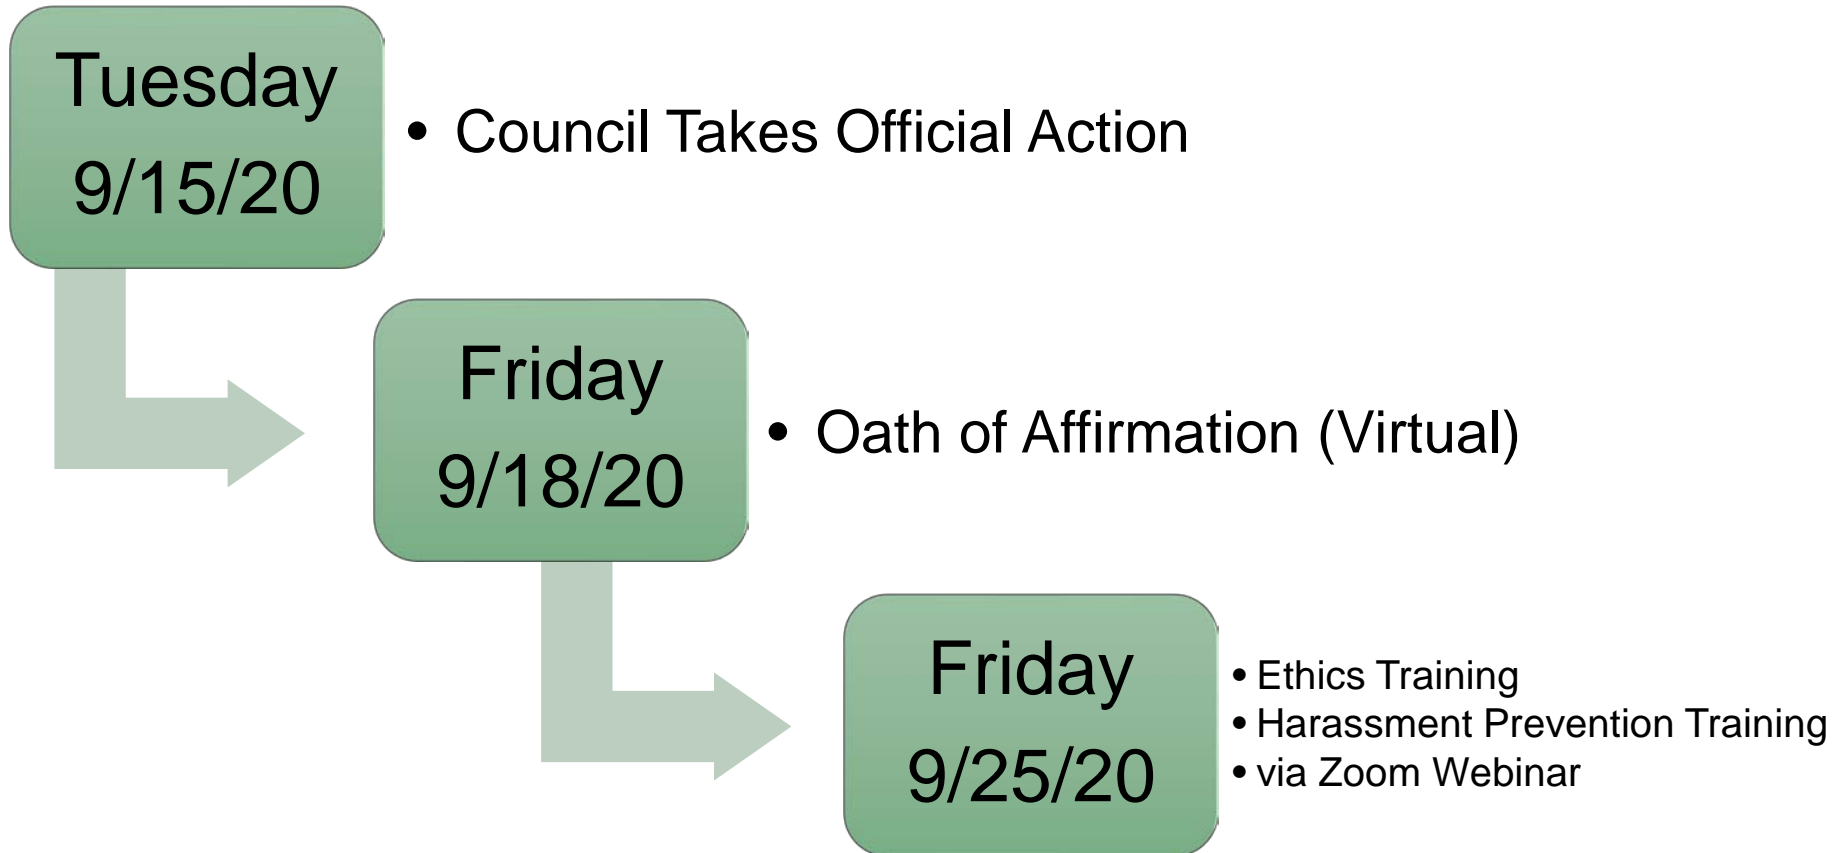 Tuesday
9/15/20
• Council Takes Official Action
Friday
9/18/20
• Oath of Affirmation (Virtual)
Friday
9/25/20
• Ethics Training
• Harassment Prevention Training
• via Zoom Webinar